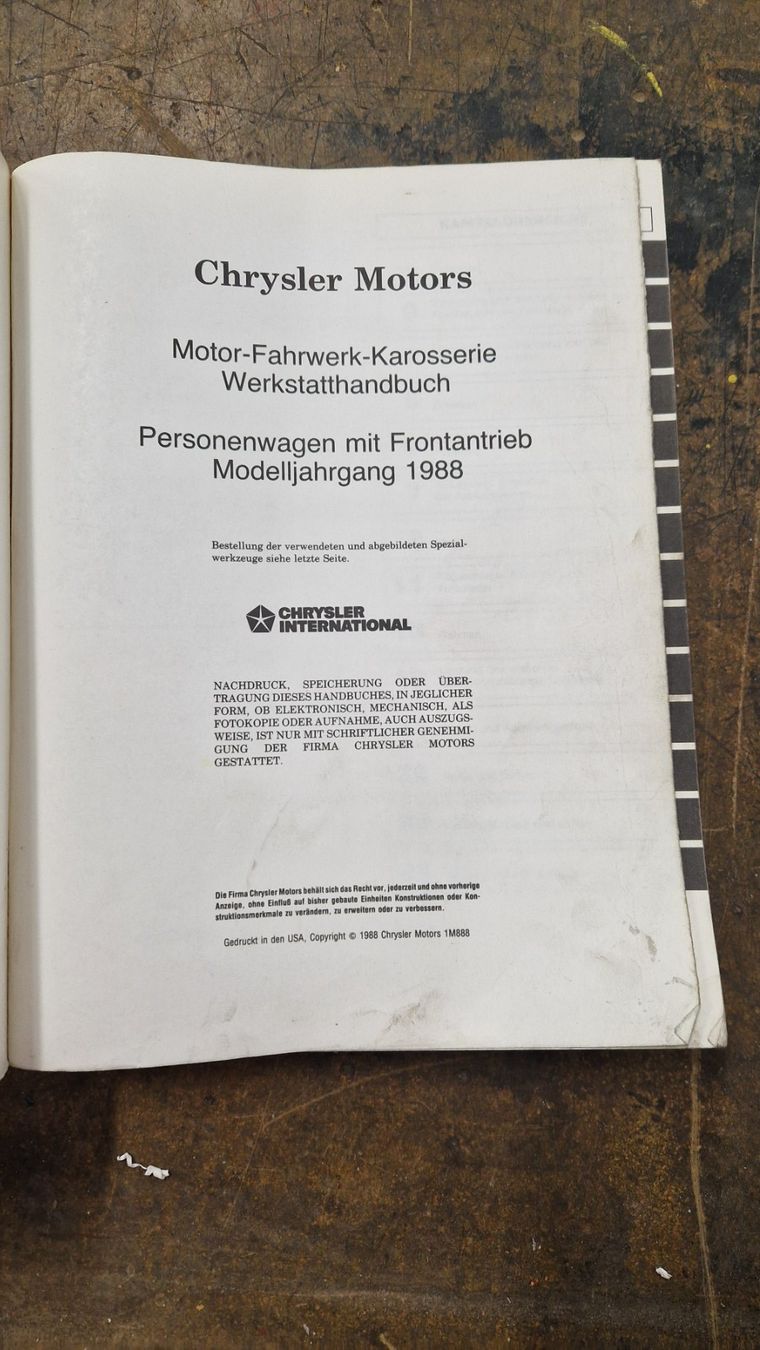 Chrysler Motors
Motor-Fahrwerk-Karosserie
Werkstatthandbuch
Personenwagen mit Frontantrieb
Modelljahrgang 1988
Bestellung der verwendeten und abgebildeten Spezial-
werkzeuge siehe letzte Seite.
CHRYSLER
INTERNATIONAL
NACHDRUCK, SPEICHERUNG ODER ÜBER-
TRAGUNG DIESES HANDBUCHES, IN JEGLICHER
FORM, OB ELEKTRONISCH, MECHANISCH, ALS
FOTOKOPIE ODER AUFNAHME, AUCH AUSZUGS-
WEISE, IST NUR MIT SCHRIFTLICHER GENEHMI-
GUNG DER FIRMA CHRYSLER MOTORS
GESTATTET.
Die Firma Chrysler Motors behält sich das Recht vor, jederzeit und ohne vorherige
Anzeige, ohne Einfluß auf bisher gebaute Einheiten Konstruktionen oder Kon-
struktionsmerkmale zu verändern, zu erweitern oder zu verbessern.
Gedruckt in den USA, Copyright © 1988 Chrysler Motors 1M888